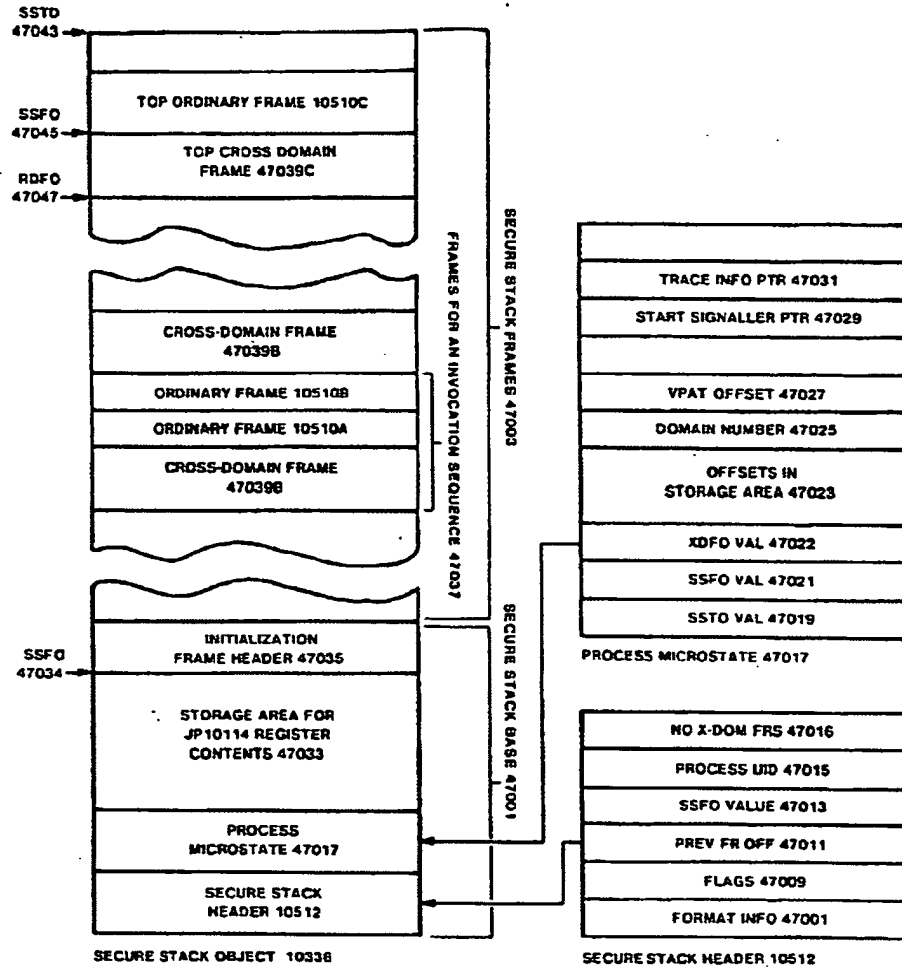 SSTO
47043
TOP ORDINARY FRAME 10510C
SSFO
47045
TOP CROSS DOMAIN
FRAME 47039C
RDFO
47047
CROSS-DOMAIN FRAME
47039B
ORDINARY FRAME 10510B
ORDINARY FRAME 10510A
CROSS-DOMAIN FRAME
47039B
FRAMES FOR AN INVOCATION SEQUENCE 47037
SECURE STACK FRAMES 47003
INITIALIZATION
FRAME HEADER 47035
SSFO
47034
STORAGE AREA FOR
JP10114 REGISTER
CONTENTS 47033
PROCESS
MICROSTATE 47017
SECURE STACK
HEADER 10512
SECURE STACK BASE 47001
SECURE STACK OBJECT 10336
TRACE INFO PTR 47031
START SIGNALLER PTR 47029
VPAT OFFSET 47027
DOMAIN NUMBER 47025
OFFSETS IN
STORAGE AREA 47023
XDFO VAL 47022
SSFO VAL 47021
SSTO VAL 47019
PROCESS MICROSTATE 47017
NO X-DOM FRS 47016
PROCESS UID 47015
SSFO VALUE 47013
PREV FR OFF 47011
FLAGS 47009
FORMAT INFO 47001
SECURE STACK HEADER 10512